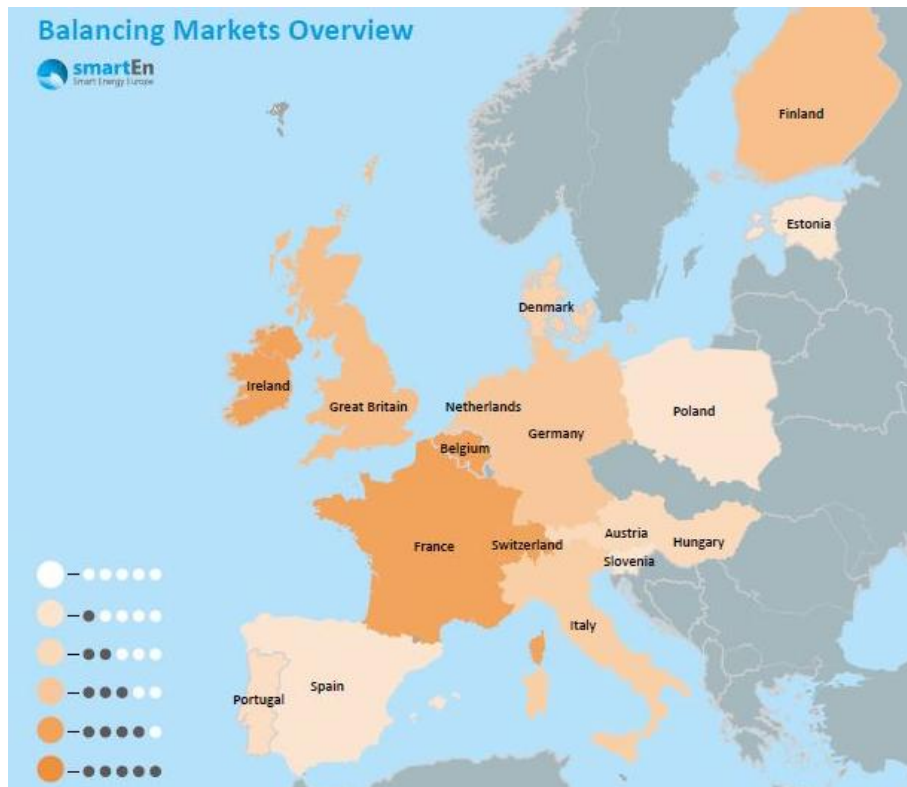 Balancing Markets Overview
smartEn
Smart Energy Europe
Finland
Estonia
Denmark
Ireland
Great Britain
Netherlands
Poland
Germany
Belgium
France
Switzerland
Austria
Hungary
Slovenia
Italy
Spain
Portugal